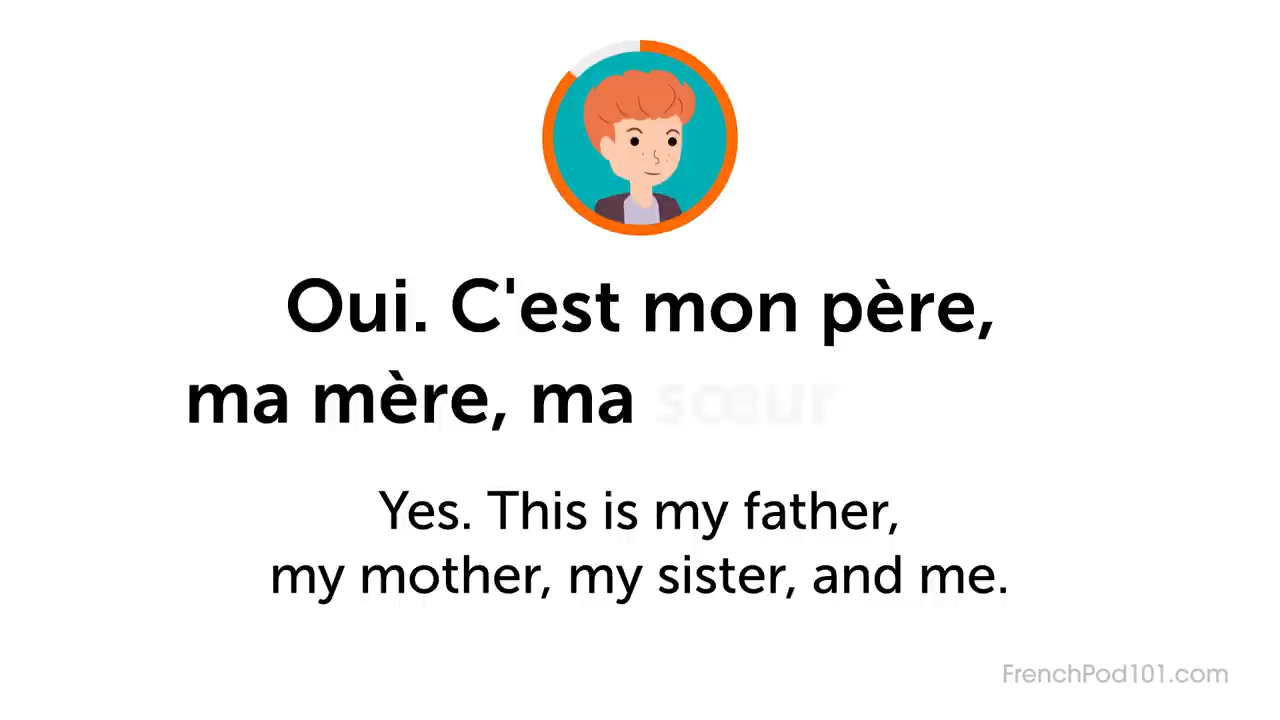 Oui. C'est mon père,
ma mère, ma sœur
Yes. This is my father,
my mother, my sister, and me.
FrenchPod101.com